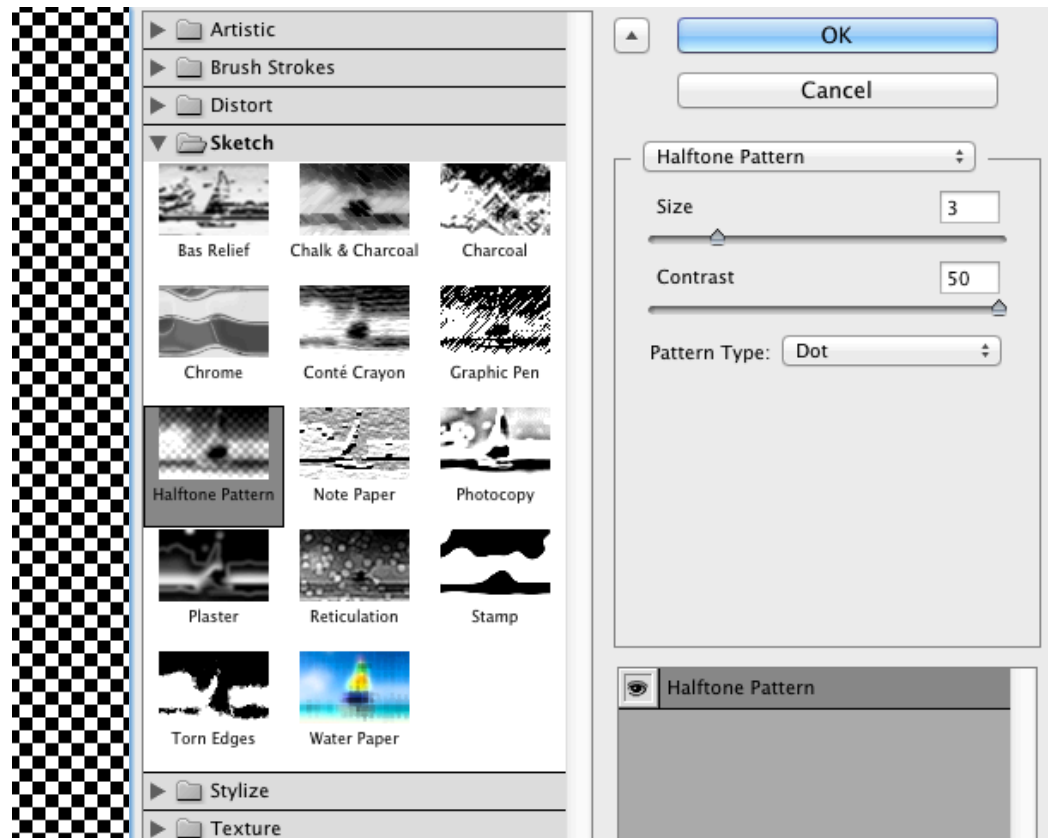 Artistic
Brush Strokes
Distort
Sketch
Bas Relief
Chalk & Charcoal
Charcoal
Chrome
Conté Crayon
Graphic Pen
Halftone Pattern
Note Paper
Photocopy
Plaster
Reticulation
Stamp
Torn Edges
Water Paper
Stylize
Texture
OK
Cancel
Halftone Pattern
Size 3
Contrast 50
Pattern Type: Dot
Halftone Pattern